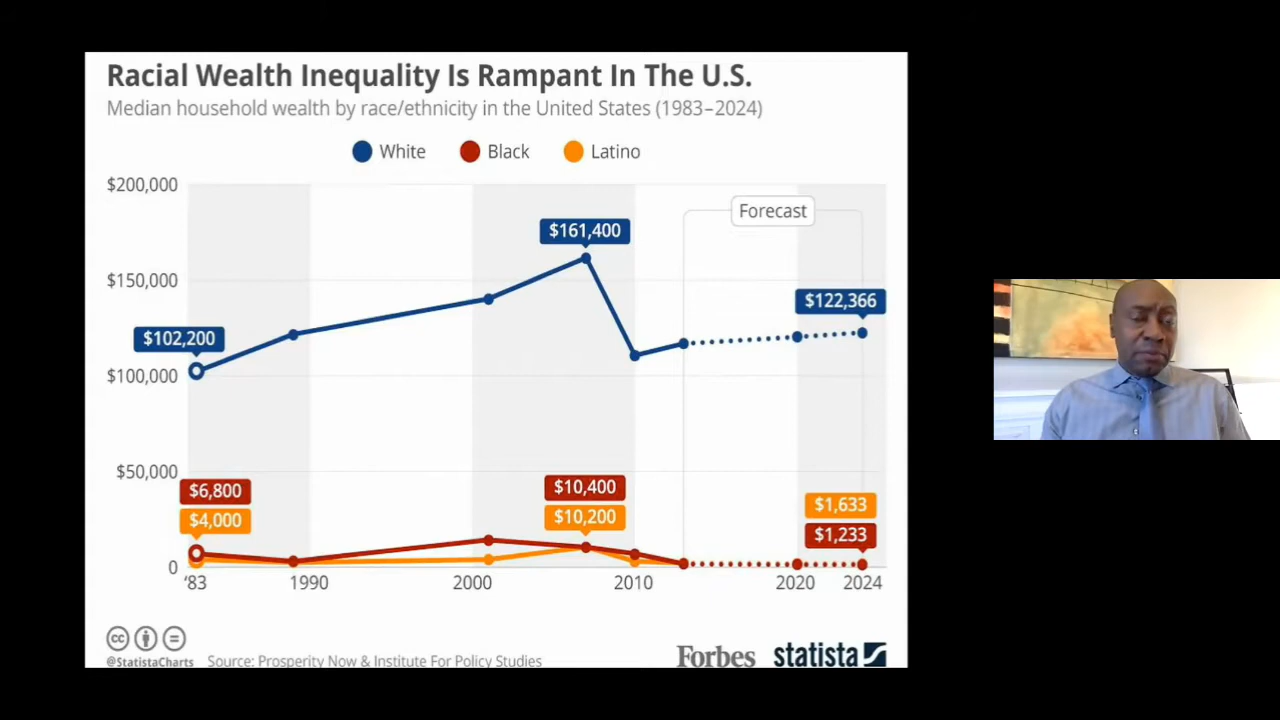 Racial Wealth Inequality Is Rampant In The U.S.
Median household wealth by race/ethnicity in the United States (1983–2024)
White Black Latino
$200,000
Forecast
$161,400
$150,000
$122,366
$102,200
$100,000
$50,000
$6,800 $10,400 $1,633
$4,000 $10,200 $1,233
0
'83 1990 2000 2010 2020 2024
cc
@StatistaCharts Source: Prosperity Now & Institute For Policy Studies Forbes statista